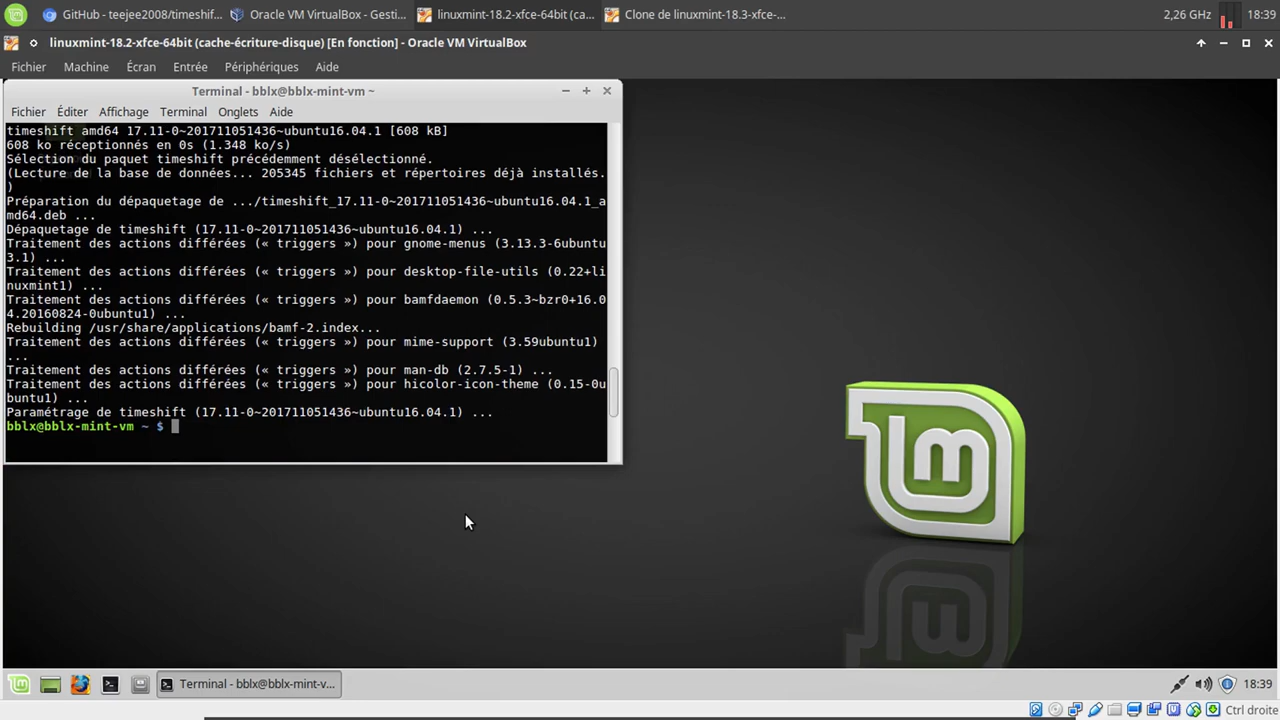 GitHub - teejee2008/timeshif...
Oracle VM VirtualBox - Gesti...
linuxmint-18.2-xfce-64bit (ca...
Clone de linuxmint-18.3-xfce-...
2,26 GHz
18:39
linuxmint-18.2-xfce-64bit (cache-écriture-disque) [En fonction] - Oracle VM VirtualBox
Fichier Machine Écran Entrée Périphériques Aide
Terminal - bblx@bblx-mint-vm ~
Fichier Éditer Affichage Terminal Onglets Aide
timeshift amd64 17.11-0~201711051436~ubuntu16.04.1 [608 kB]
608 ko réceptionnés en 0s (1.348 ko/s)
Sélection du paquet timeshift précédemment désélectionné.
(Lecture de la base de données... 205345 fichiers et répertoires déjà installés.
)
Préparation du dépaquetage de .../timeshift_17.11-0~201711051436~ubuntu16.04.1_a
md64.deb ...
Dépaquetage de timeshift (17.11-0~201711051436~ubuntu16.04.1) ...
Traitement des actions différées (« triggers ») pour gnome-menus (3.13.3-6ubuntu
3.1) ...
Traitement des actions différées (« triggers ») pour desktop-file-utils (0.22+li
nuxmint1) ...
Traitement des actions différées (« triggers ») pour bamfdaemon (0.5.3~bzr0+16.0
4.20160824-0ubuntu1) ...
Rebuilding /usr/share/applications/bamf-2.index...
Traitement des actions différées (« triggers ») pour mime-support (3.59ubuntu1)
...
Traitement des actions différées (« triggers ») pour man-db (2.7.5-1) ...
Traitement des actions différées (« triggers ») pour hicolor-icon-theme (0.15-0u
buntu1) ...
Paramétrage de timeshift (17.11-0~201711051436~ubuntu16.04.1) ...
bblx@bblx-mint-vm ~ $
Terminal - bblx@bblx-mint-v...
18:39
Ctrl droite